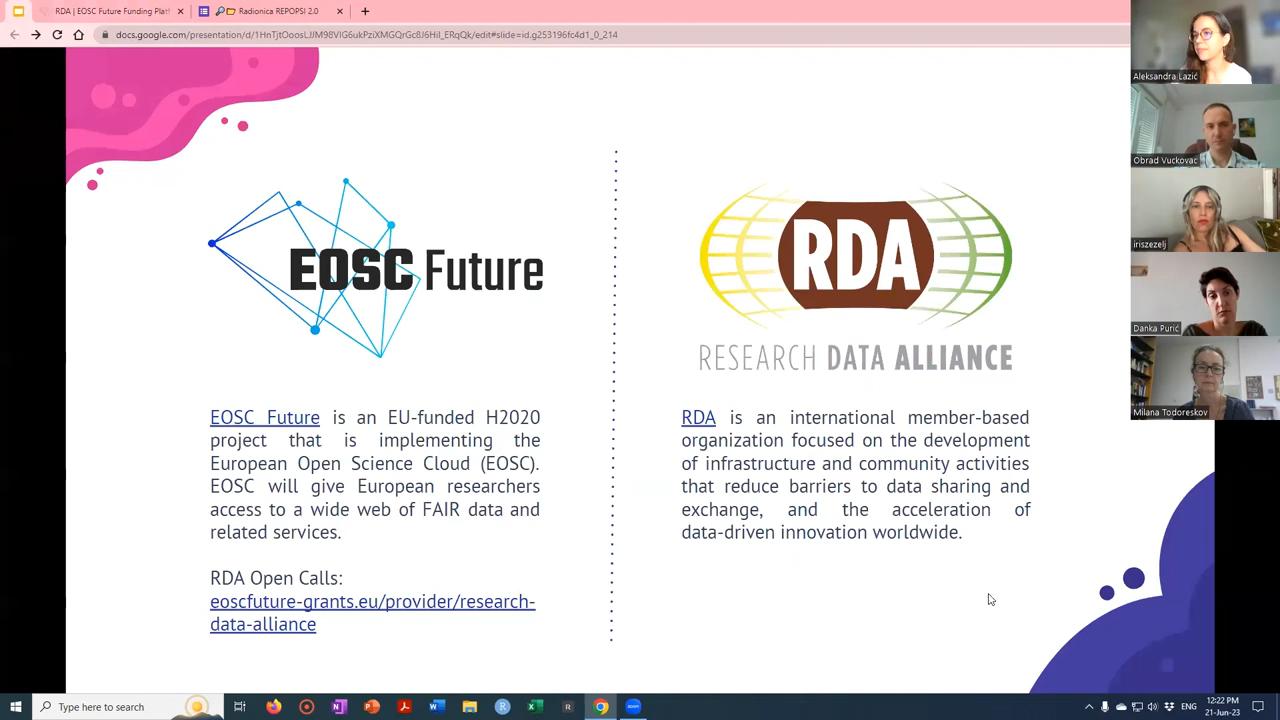 RDA | EOSC Future Funding Platf
Radionica REPOPSI 2.0
docs.google.com/presentation/d/1HnTjtOoosLJJM98VIG6ukPziXMGQrGc8J6HiI_ERqQk/edit#slide=id.g253196fc4d1_0_214
Aleksandra Lazić
Obrad Vuckovac
iriszezelj
Danka Purić
Milana Todoreskov
EOSC Future
RDA
RESEARCH DATA ALLIANCE
EOSC Future is an EU-funded H2020
project that is implementing the
European Open Science Cloud (EOSC).
EOSC will give European researchers
access to a wide web of FAIR data and
related services.
RDA Open Calls:
eoscfuture-grants.eu/provider/research-
data-alliance
RDA is an international member-based
organization focused on the development
of infrastructure and community activities
that reduce barriers to data sharing and
exchange, and the acceleration of
data-driven innovation worldwide.
Type here to search
zoom
ENG
12:22 PM
21-Jun-23